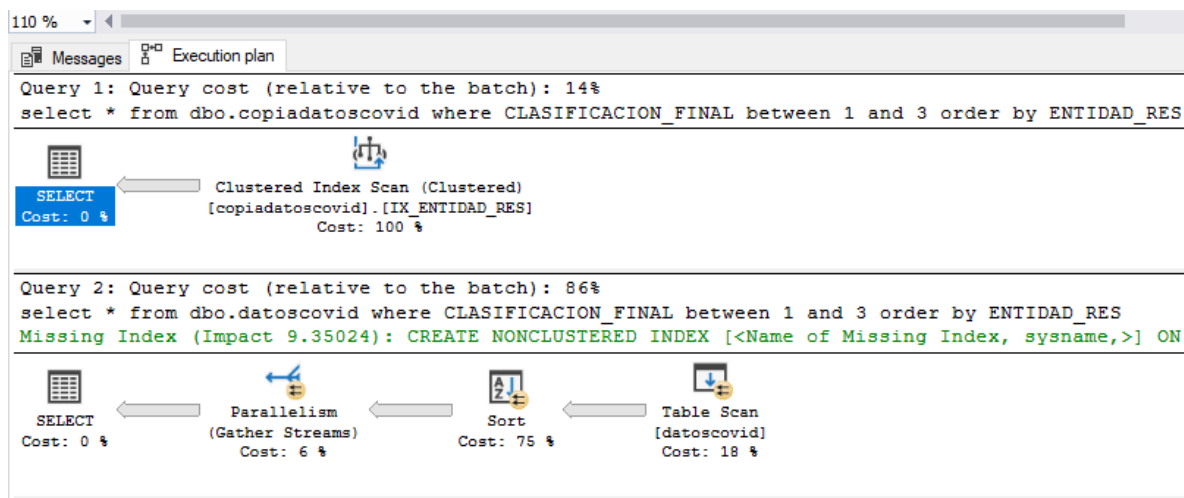 110 %
Messages Execution plan
Query 1: Query cost (relative to the batch): 14%
select * from dbo.copiadatoscovid where CLASIFICACION_FINAL between 1 and 3 order by ENTIDAD_RES
SELECT
Cost: 0 %
Clustered Index Scan (Clustered)
[copiadatoscovid].[IX_ENTIDAD_RES]
Cost: 100 %
Query 2: Query cost (relative to the batch): 86%
select * from dbo.datoscovid where CLASIFICACION_FINAL between 1 and 3 order by ENTIDAD_RES
Missing Index (Impact 9.35024): CREATE NONCLUSTERED INDEX [<Name of Missing Index, sysname,>] ON
SELECT
Cost: 0 %
Parallelism
(Gather Streams)
Cost: 6 %
Sort
Cost: 75 %
Table Scan
[datoscovid]
Cost: 18 %